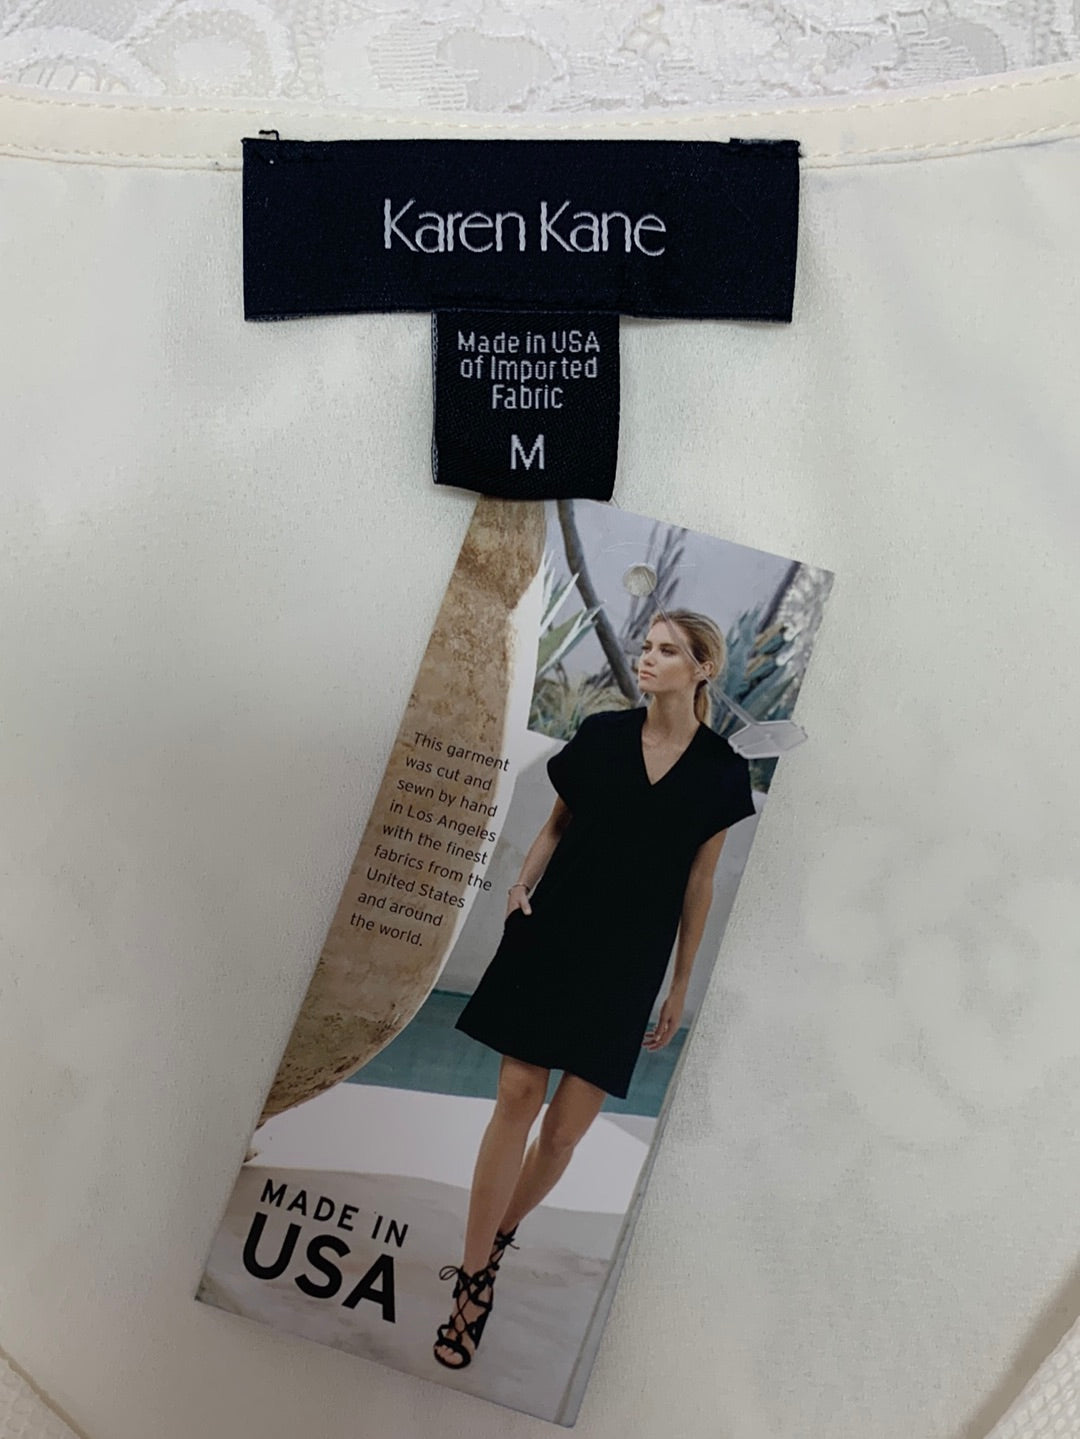 Karen Kane
Made in USA
of Imported
Fabric
M
This garment
was cut and
sewn by hand
in Los Angeles
with the finest
fabrics from the
United States
and around
the world.
MADE IN
USA